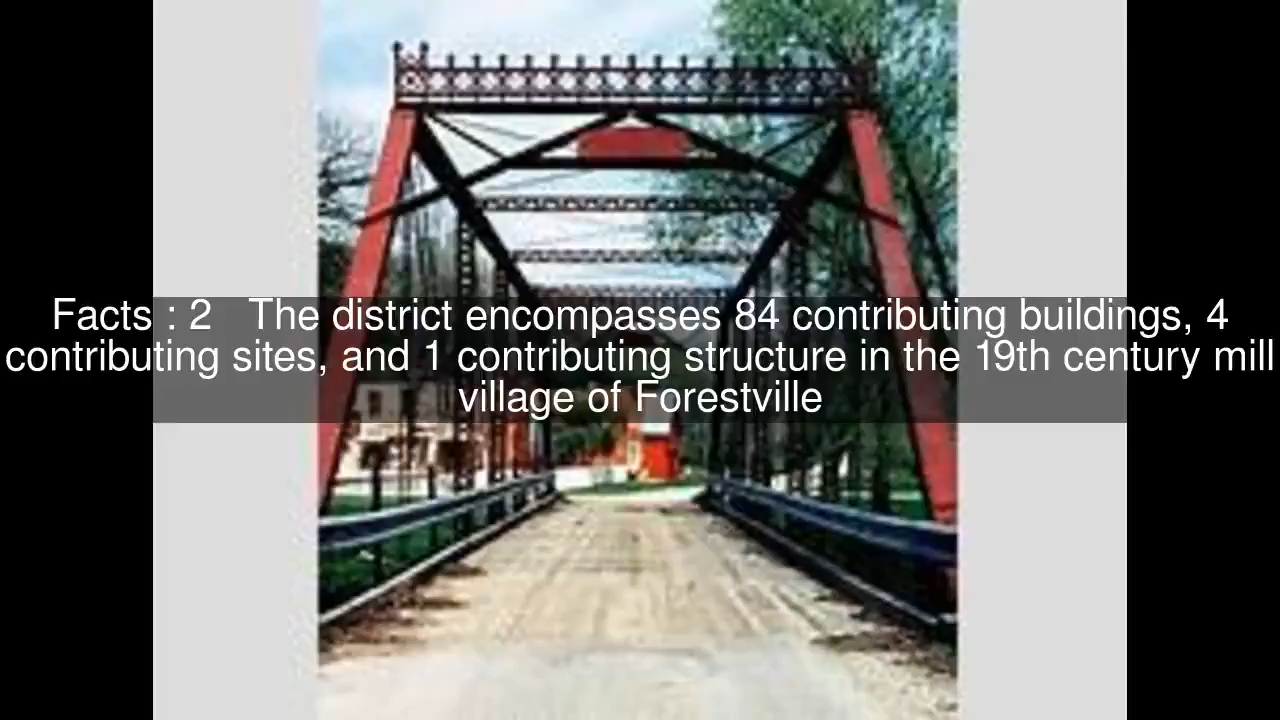 Facts : 2   The district encompasses 84 contributing buildings, 4
contributing sites, and 1 contributing structure in the 19th century mill
village of Forestville